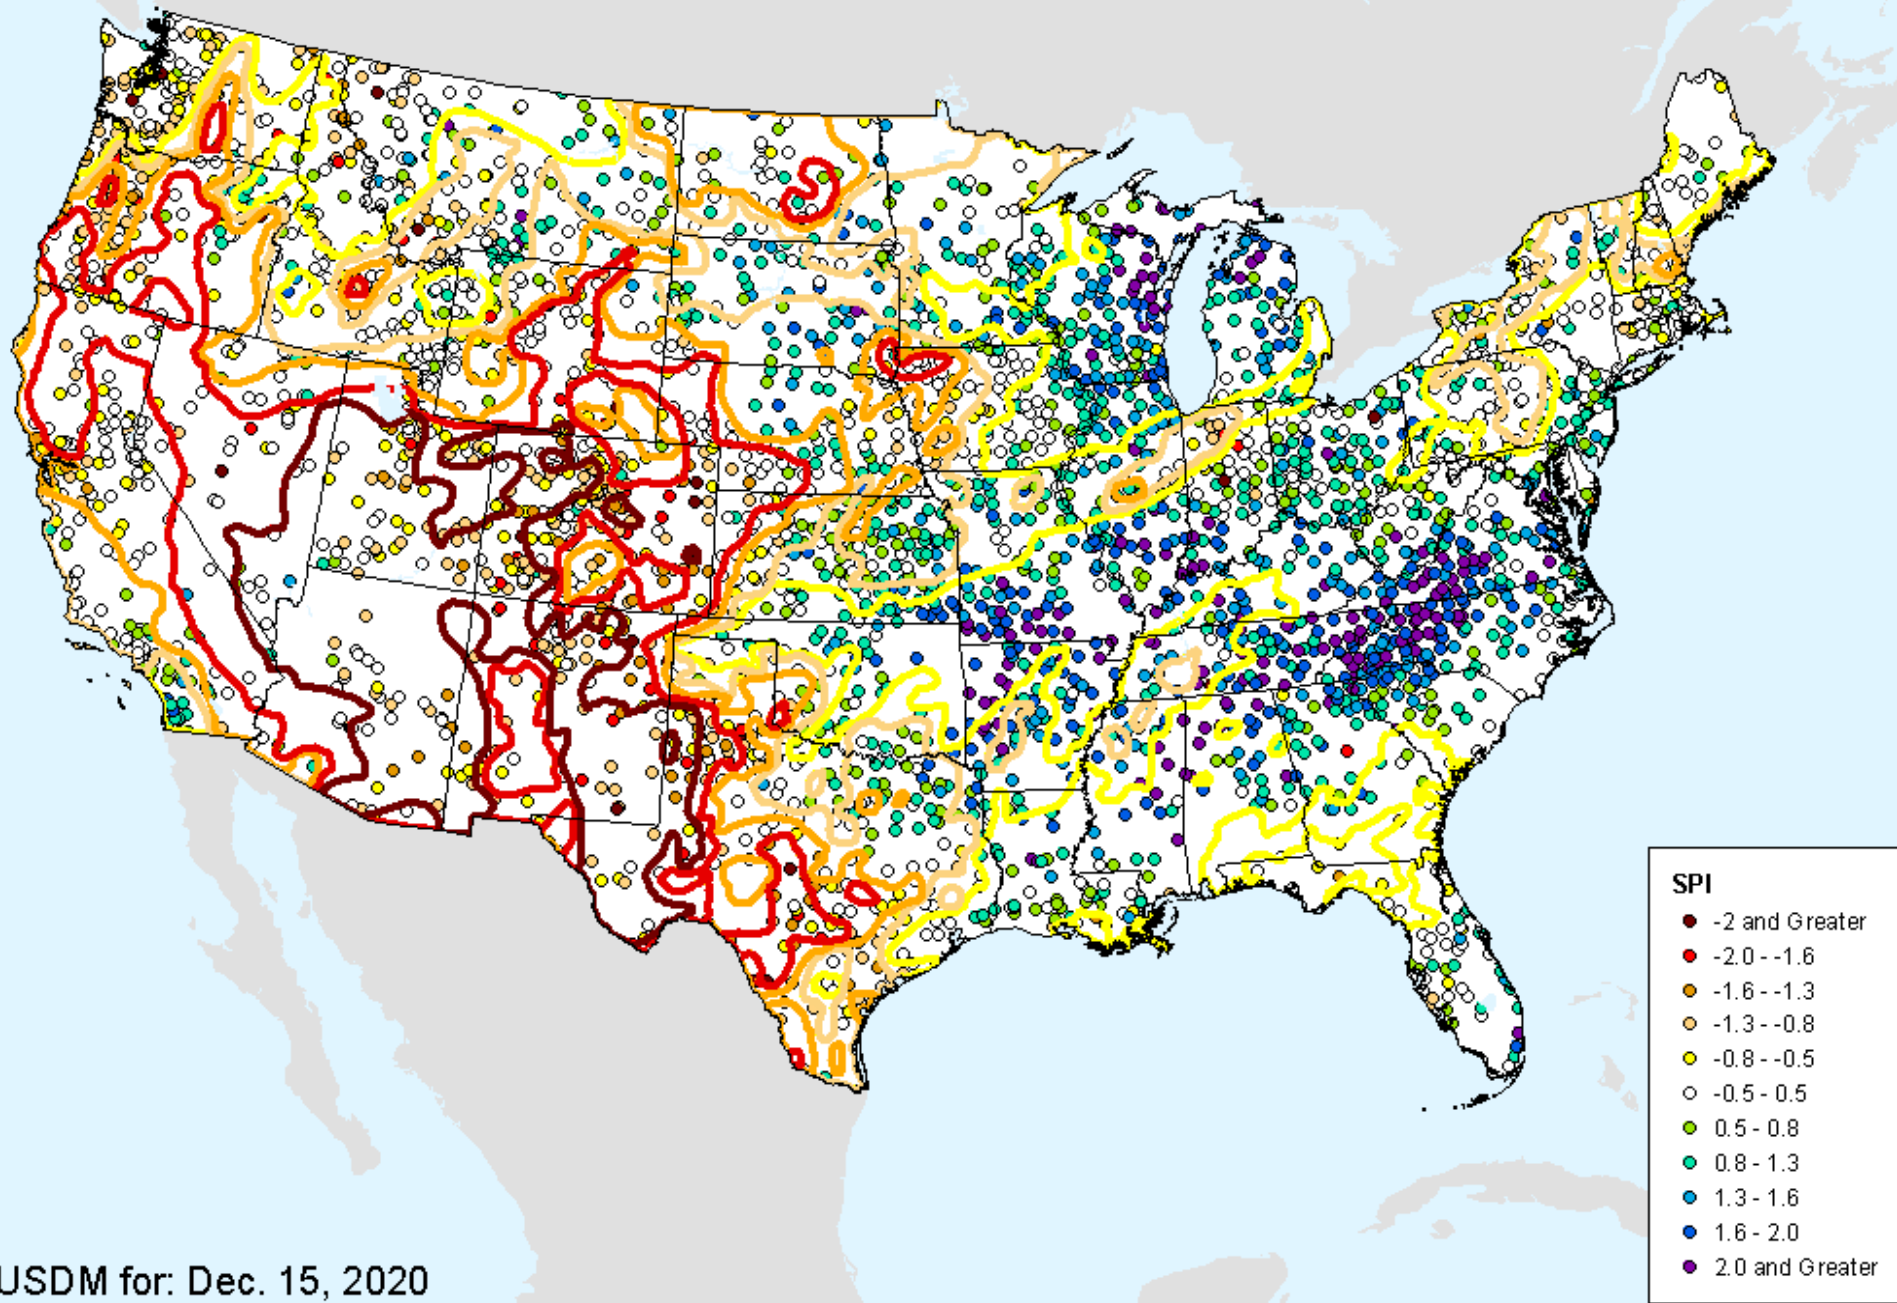 SPI
-2 and Greater
-2.0 - -1.6
-1.6 - -1.3
-1.3 - -0.8
-0.8 - -0.5
-0.5 - 0.5
0.5 - 0.8
0.8 - 1.3
1.3 - 1.6
1.6 - 2.0
2.0 and Greater
USDM for: Dec. 15, 2020